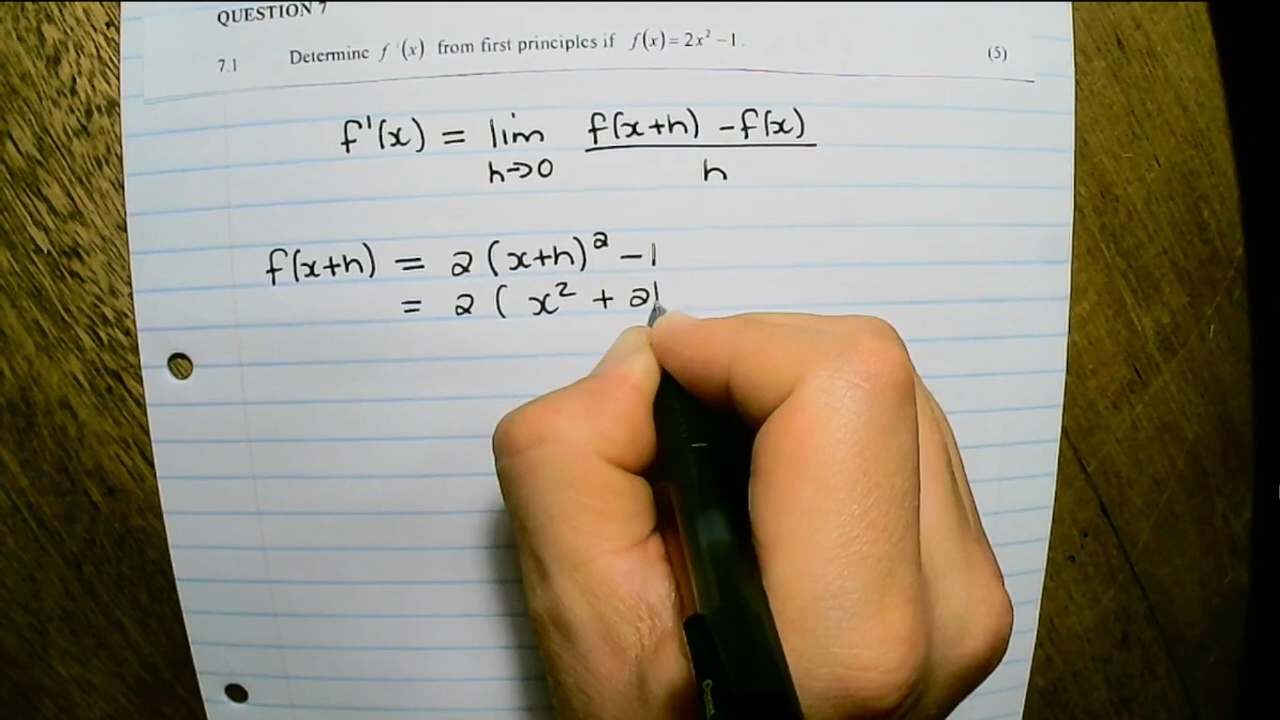 QUESTION 7
7.1 Determine f '(x) from first principles if f(x) = 2x² − 1. (5)
f'(x) = lim f(x+h) − f(x)
h→0 h
f(x+h) = 2(x+h)² − 1
= 2( x² + 2